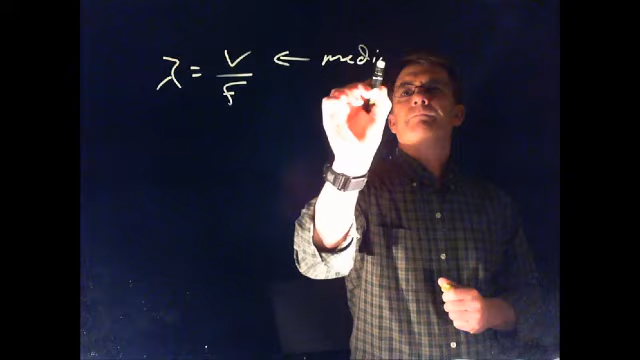 λ = v/f ← medi